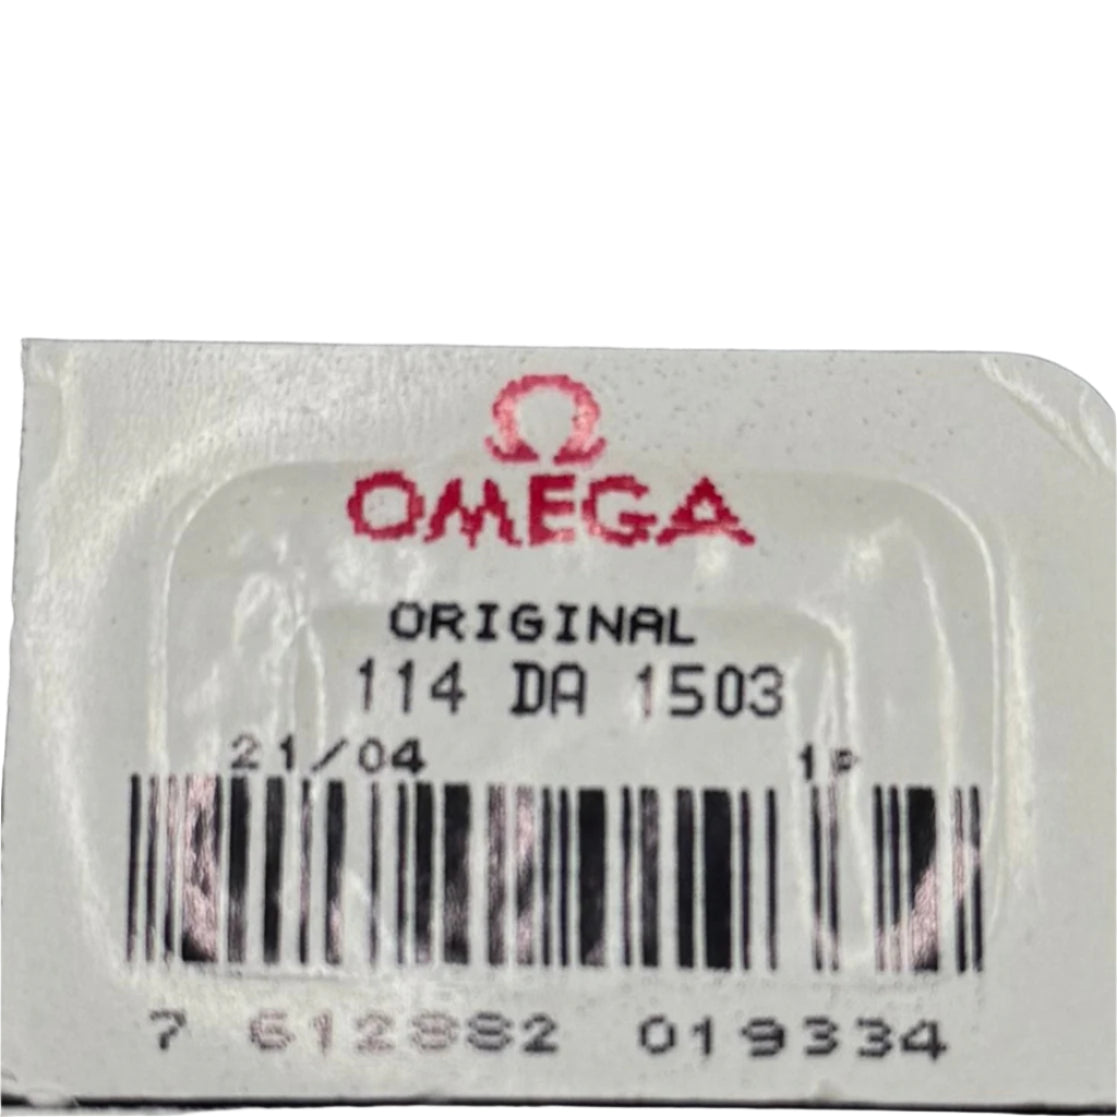 Ω
OMEGA
ORIGINAL
114 DA 1503
21/04 1P
7 612882 019334